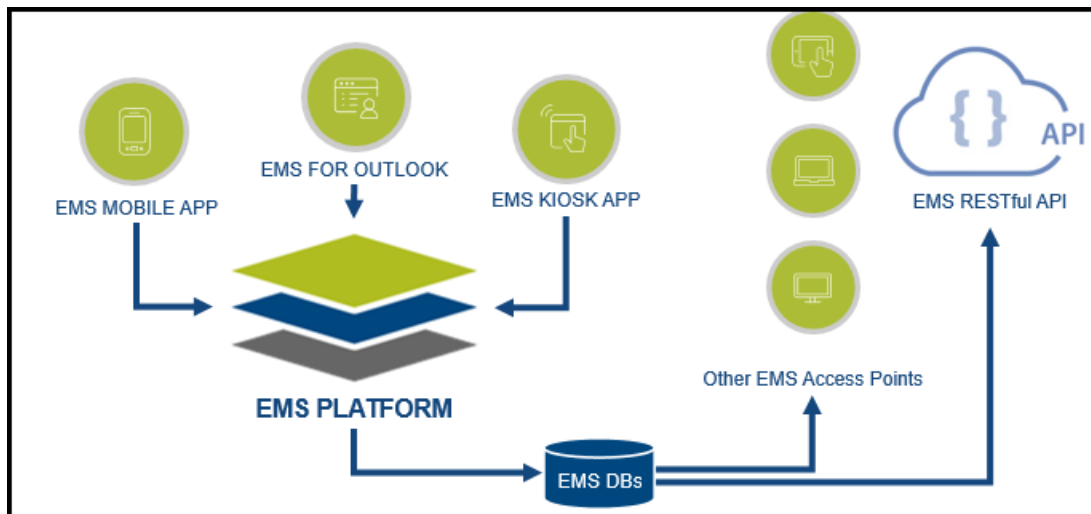 EMS MOBILE APP
EMS FOR OUTLOOK
EMS KIOSK APP
{ } API
EMS RESTful API
Other EMS Access Points
EMS PLATFORM
EMS DBs